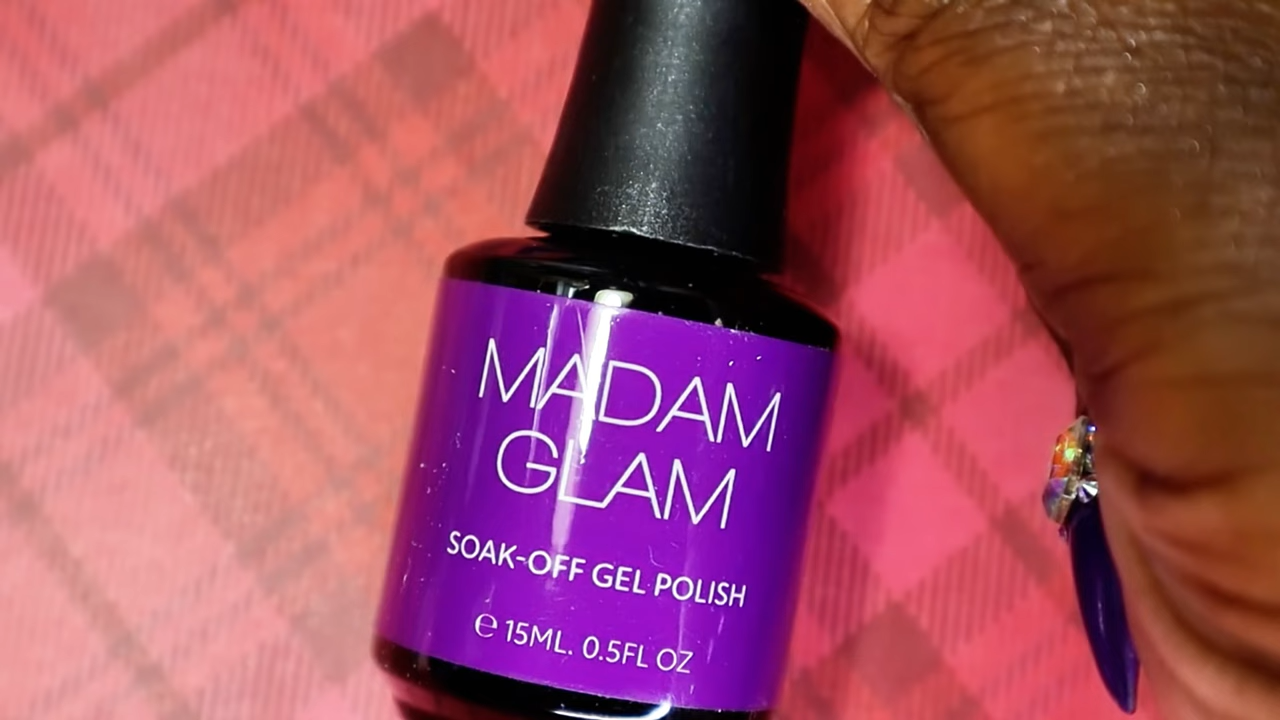 MADAM
GLAM
SOAK-OFF GEL POLISH
℮ 15ML. 0.5FL OZ